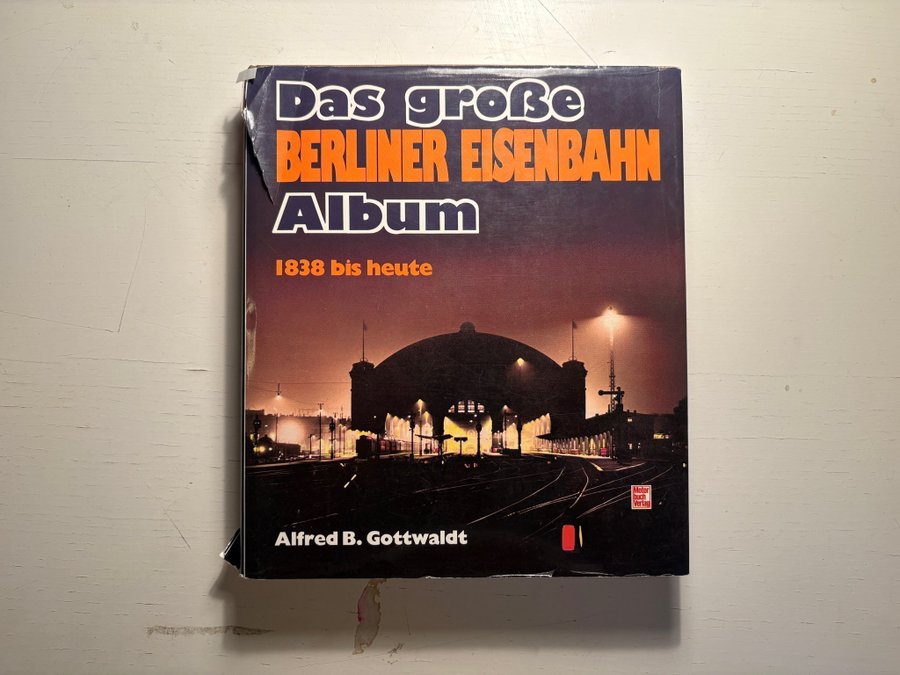 Das große
BERLINER EISENBAHN
Album
1838 bis heute
Motor
buch
Verlag
Alfred B. Gottwaldt